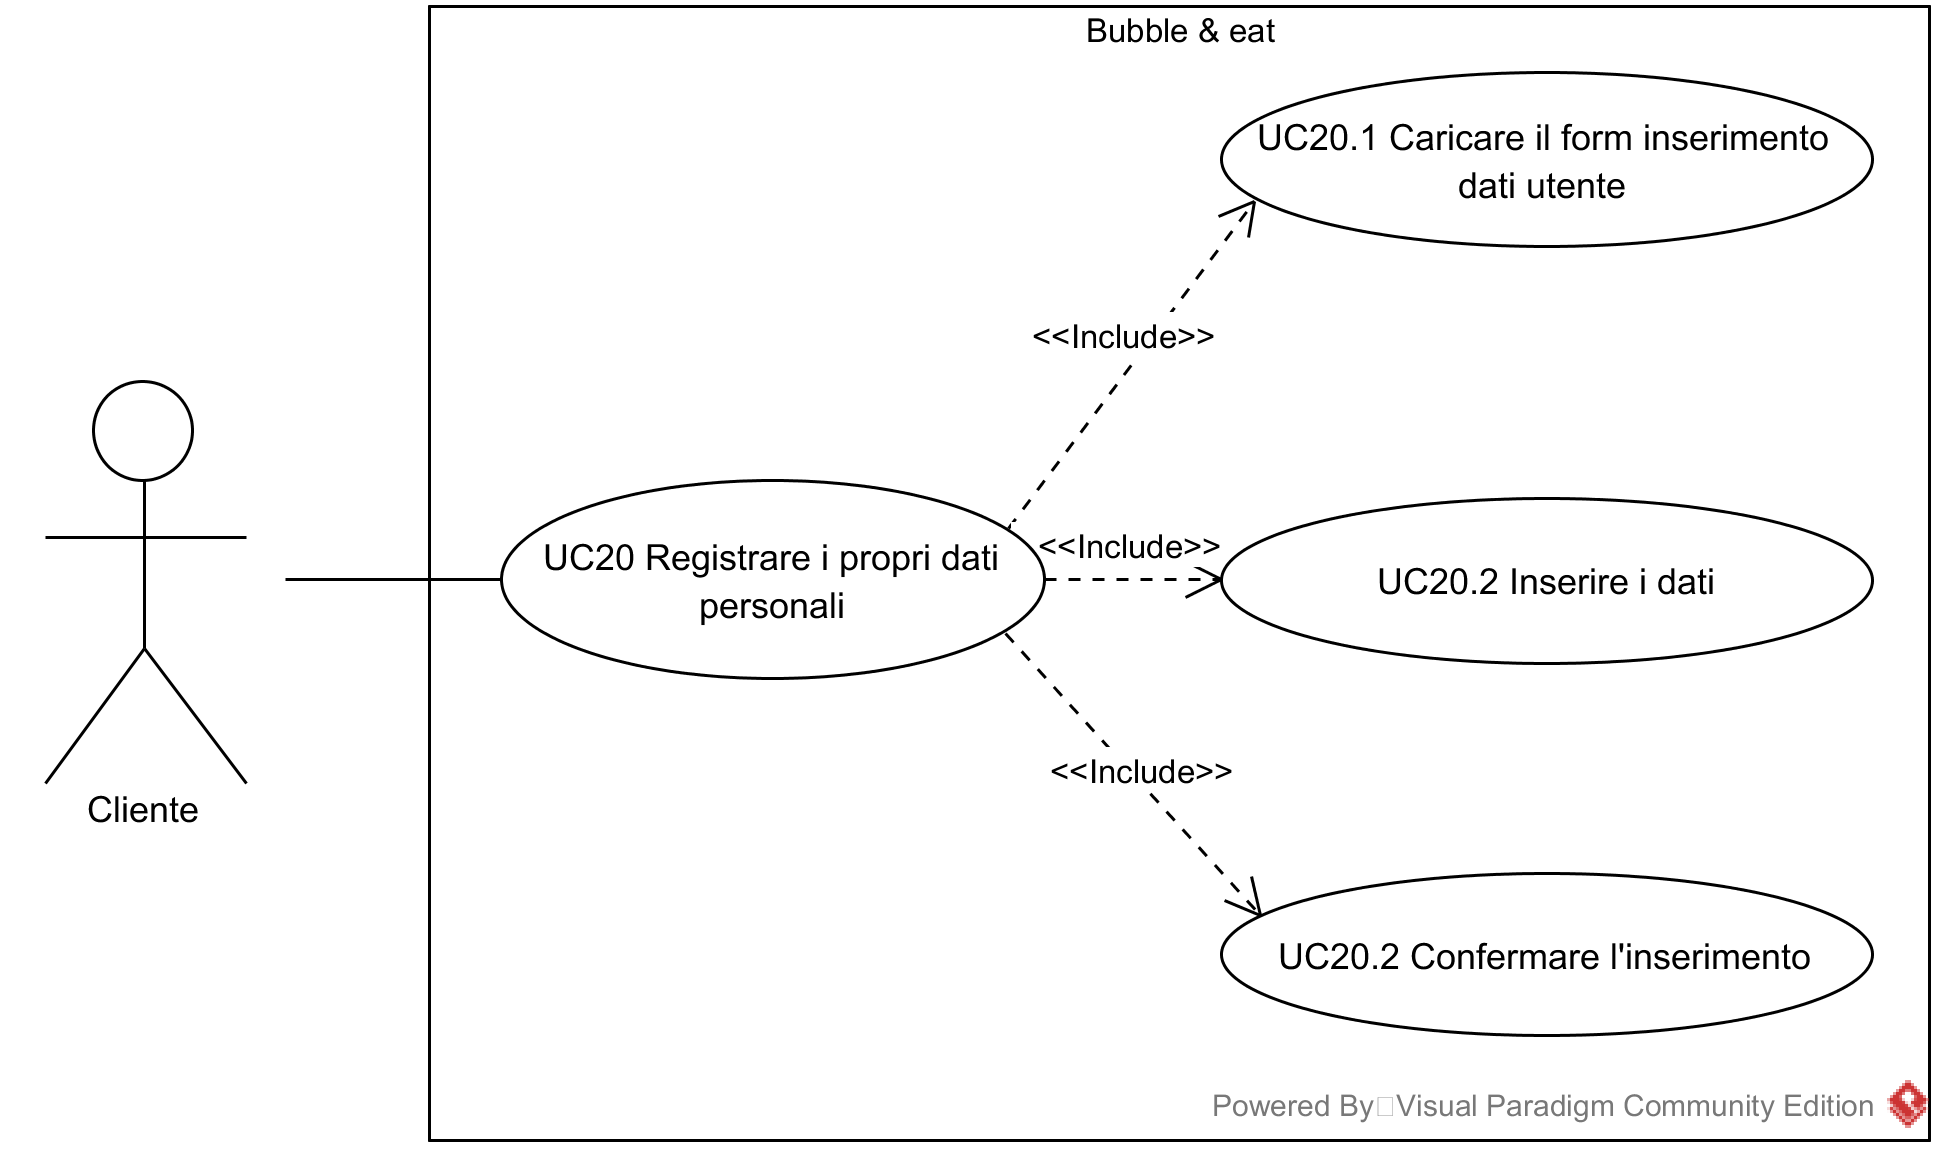 Bubble & eat
UC20.1 Caricare il form inserimento
dati utente
<<Include>>
<<Include>>
UC20 Registrare i propri dati
personali
UC20.2 Inserire i dati
<<Include>>
Cliente
UC20.2 Confermare l'inserimento
Powered By Visual Paradigm Community Edition